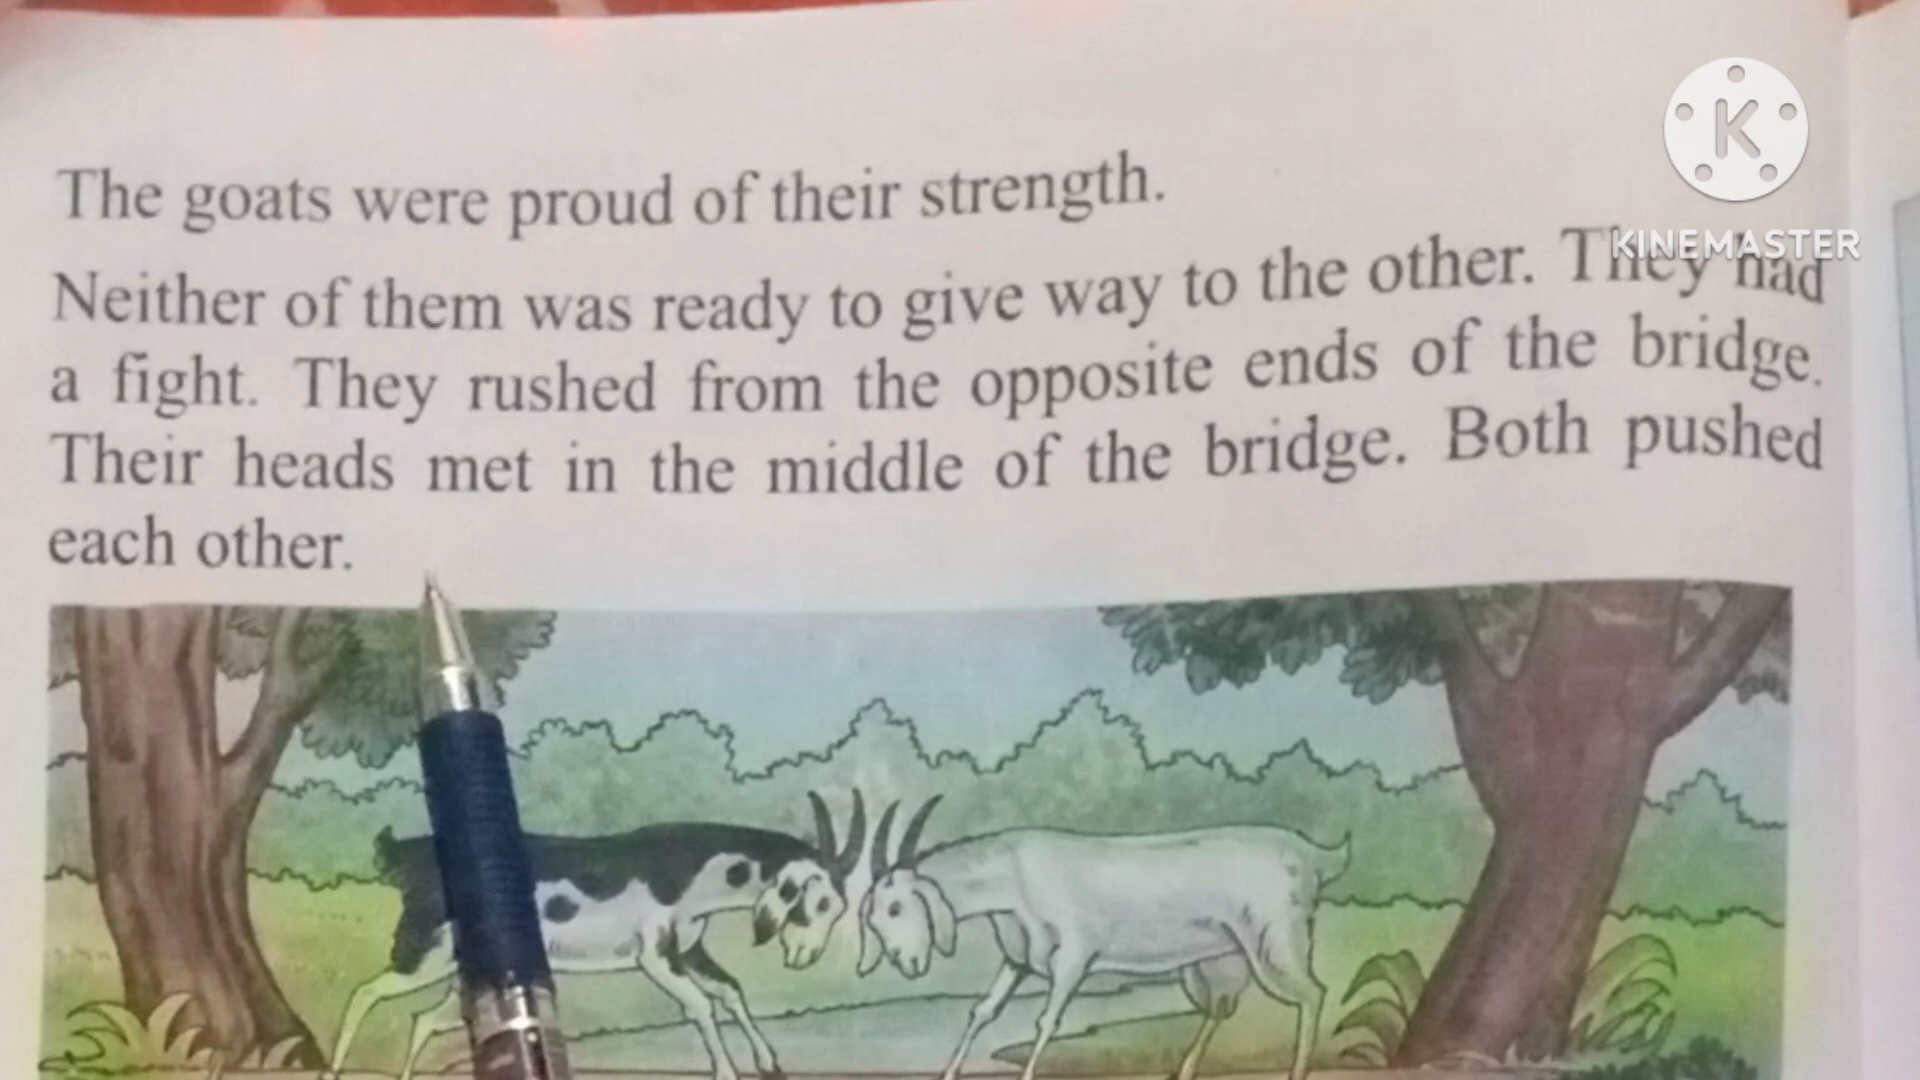 The goats were proud of their strength.
Neither of them was ready to give way to the other. They had
a fight. They rushed from the opposite ends of the bridge.
Their heads met in the middle of the bridge. Both pushed
each other.
K
KINEMASTER